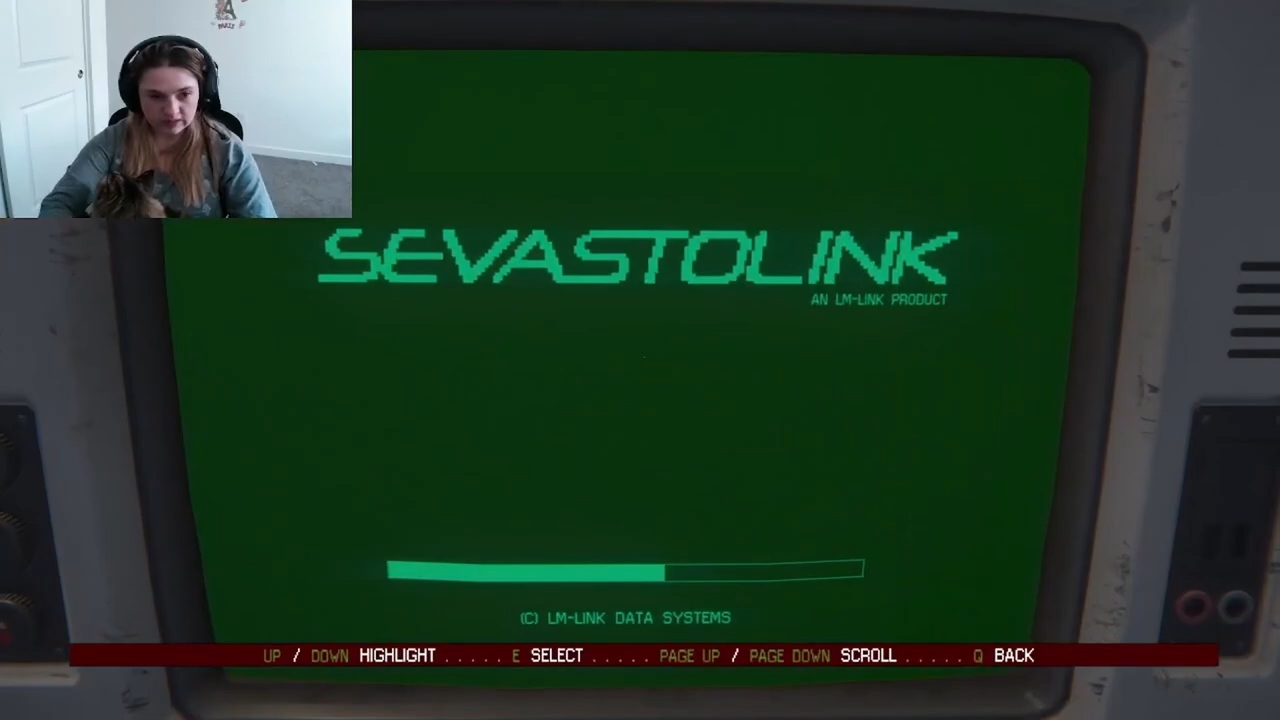 PARIS
SEVASTOLINK
AN LM-LINK PRODUCT
(C) LM-LINK DATA SYSTEMS
UP / DOWN HIGHLIGHT ..... E SELECT ..... PAGE UP / PAGE DOWN SCROLL ..... Q BACK